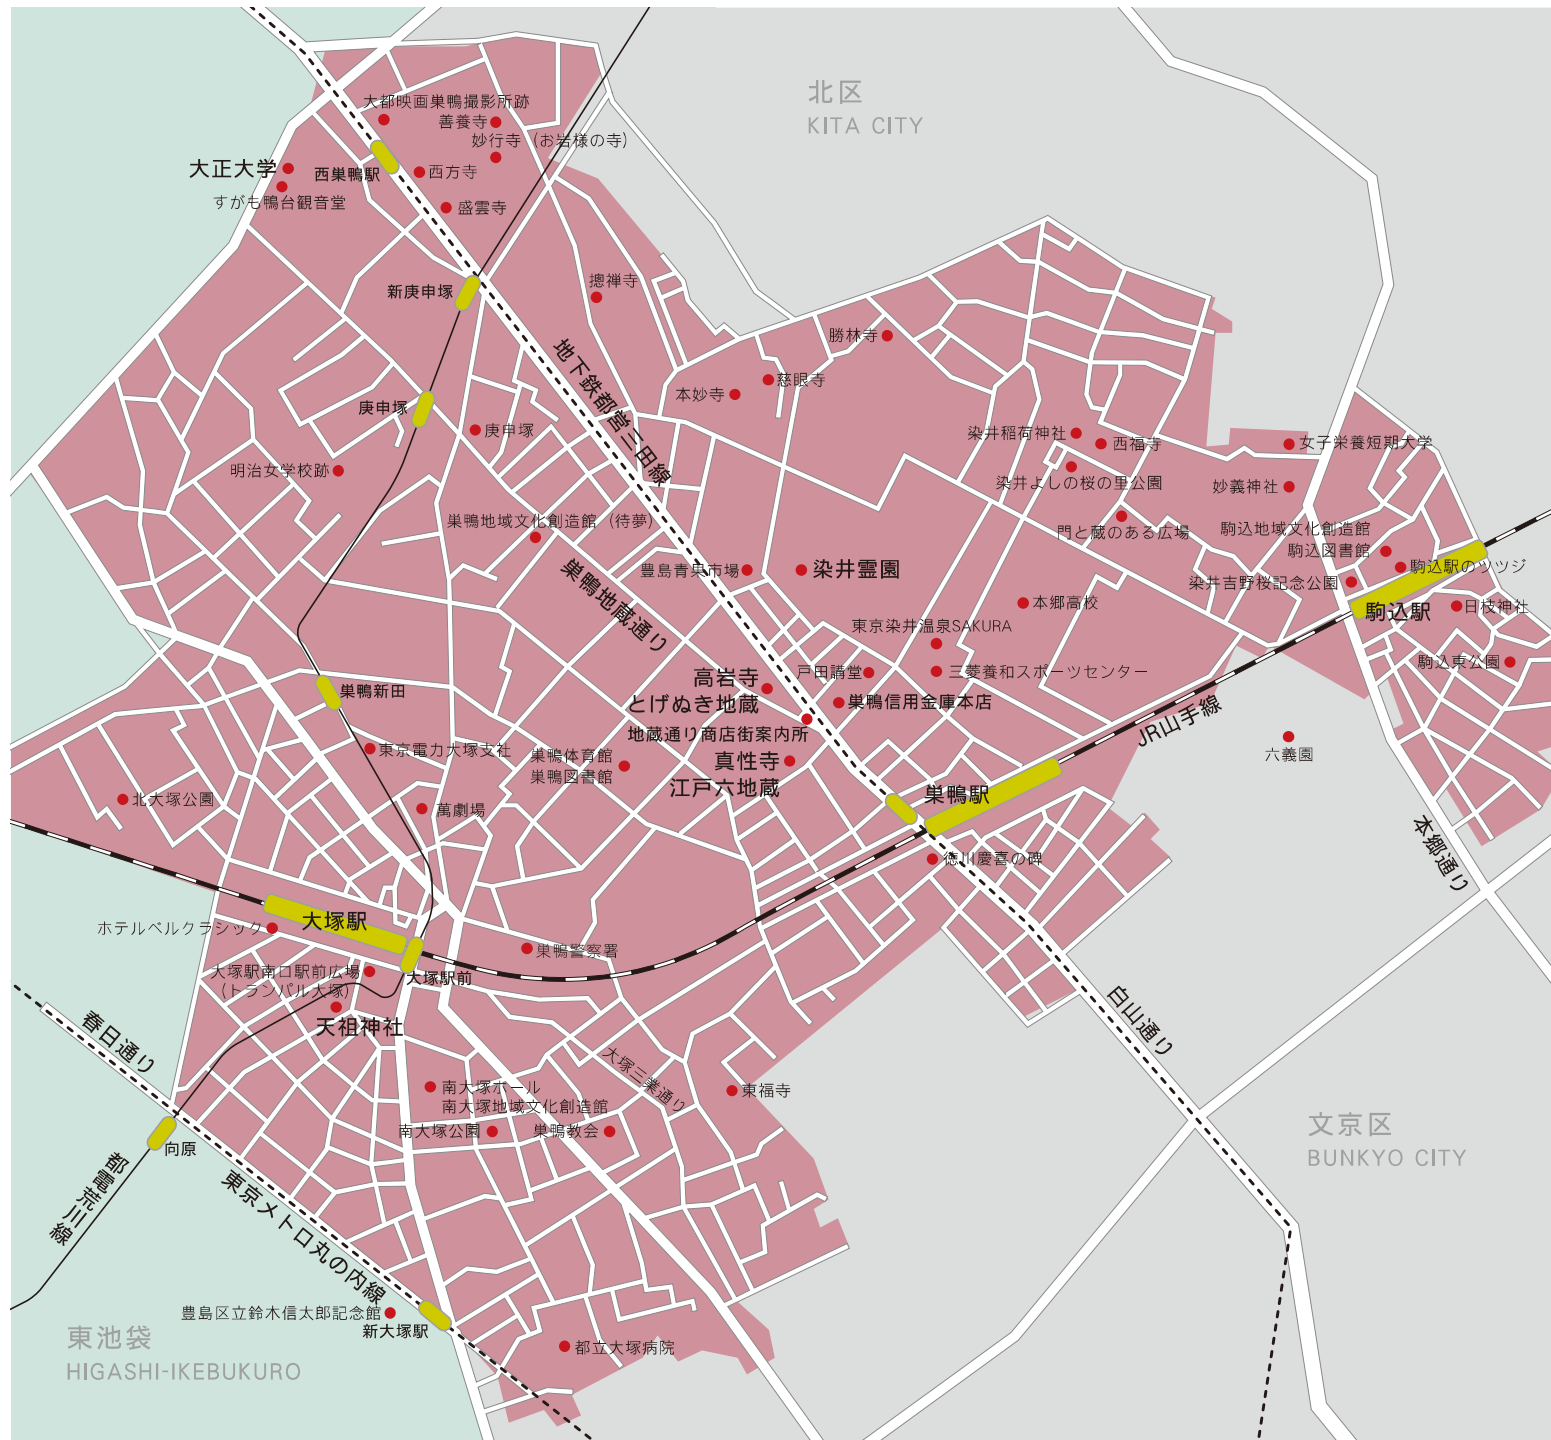 北区
KITA CITY
大都映画巣鴨撮影所跡
善養寺
妙行寺（お岩様の寺）
大正大学
西巣鴨駅
西方寺
すがも鴨台観音堂
盛雲寺
新庚申塚
摠禅寺
地下鉄都営三田線
勝林寺
慈眼寺
本妙寺
庚申塚
庚申塚
明治女学校跡
染井稲荷神社
西福寺
女子栄養短期大学
染井よしの桜の里公園
妙義神社
巣鴨地域文化創造館（待夢）
門と蔵のある広場
駒込地域文化創造館
駒込図書館
駒込駅のツツジ
豊島青果市場
染井霊園
染井吉野桜記念公園
巣鴨地蔵通り
本郷高校
駒込駅
日枝神社
東京染井温泉SAKURA
高岩寺
とげぬき地蔵
戸田講堂
三菱養和スポーツセンター
駒込東公園
巣鴨新田
巣鴨信用金庫本店
地蔵通り商店街案内所
JR山手線
東京電力大塚支社
巣鴨体育館
巣鴨図書館
真性寺
江戸六地蔵
六義園
北大塚公園
萬劇場
巣鴨駅
本郷通り
徳川慶喜の碑
大塚駅
ホテルベルクラシック
巣鴨警察署
大塚駅南口駅前広場
（トランパル大塚）
大塚駅前
天祖神社
春日通り
白山通り
大塚三業通り
南大塚ホール
南大塚地域文化創造館
東福寺
南大塚公園
巣鴨教会
向原
文京区
BUNKYO CITY
都電荒川線
東京メトロ丸の内線
豊島区立鈴木信太郎記念館
新大塚駅
東池袋
HIGASHI-IKEBUKURO
都立大塚病院